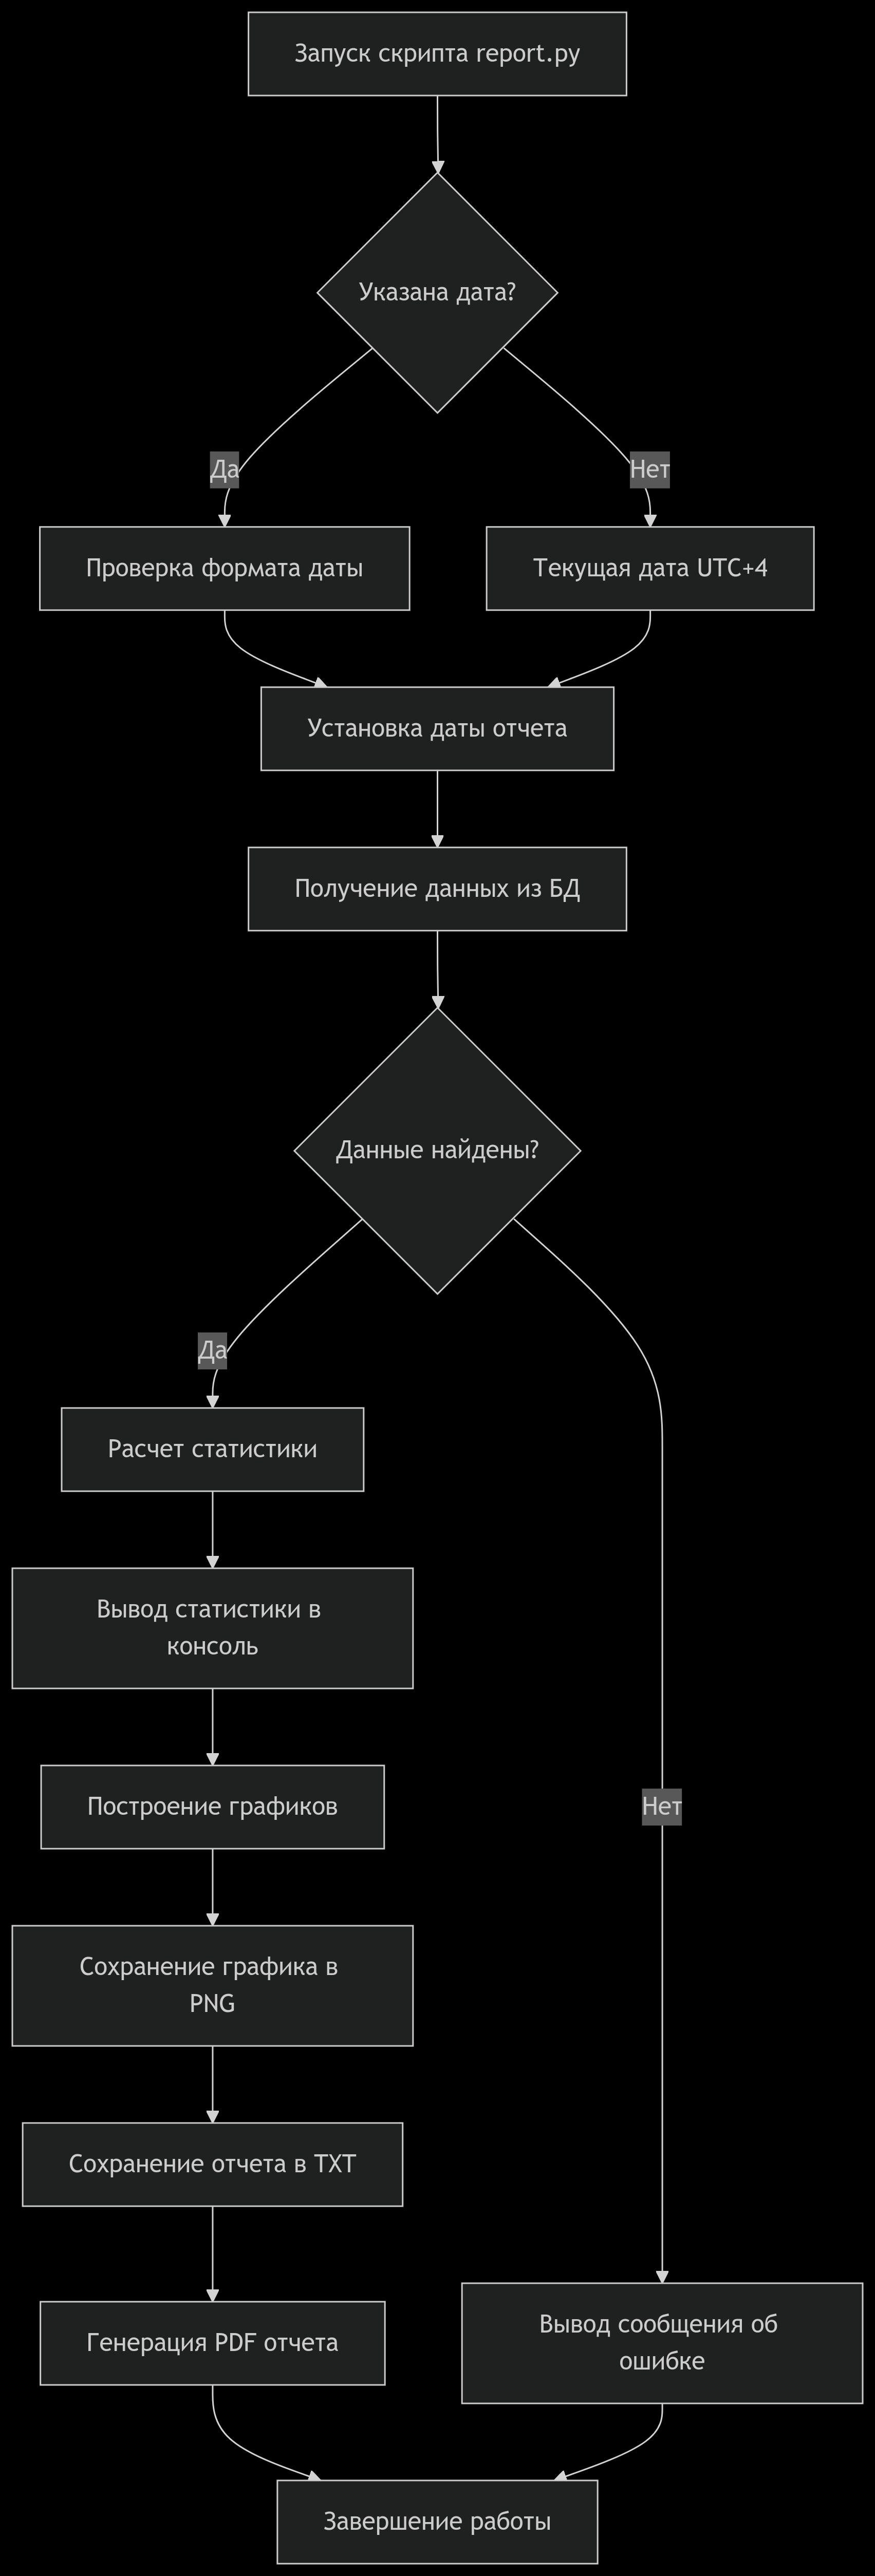 Запуск скрипта report.py
Указана дата?
Да
Нет
Проверка формата даты
Текущая дата UTC+4
Установка даты отчета
Получение данных из БД
Данные найдены?
Да
Расчет статистики
Вывод статистики в
консоль
Построение графиков
Нет
Сохранение графика в
PNG
Сохранение отчета в TXT
Генерация PDF отчета
Вывод сообщения об
ошибке
Завершение работы